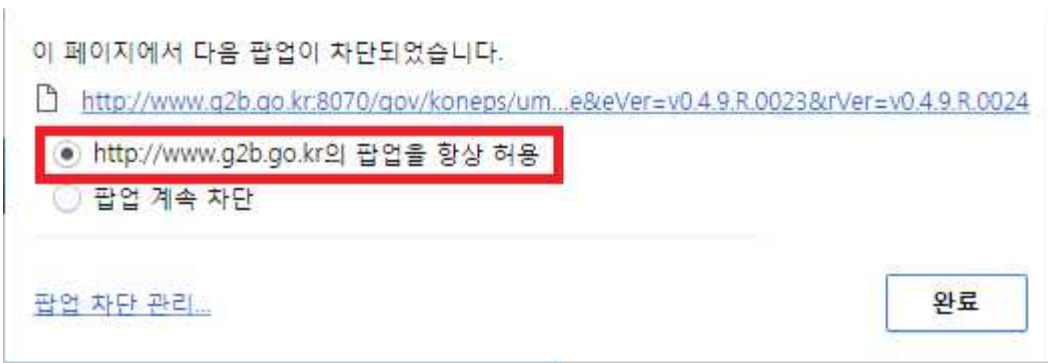 이 페이지에서 다음 팝업이 차단되었습니다.
http://www.g2b.go.kr:8070/gov/koneps/um...e&eVer=v0.4.9.R.0023&rVer=v0.4.9.R.0024
http://www.g2b.go.kr의 팝업을 항상 허용
팝업 계속 차단
팝업 차단 관리...
완료